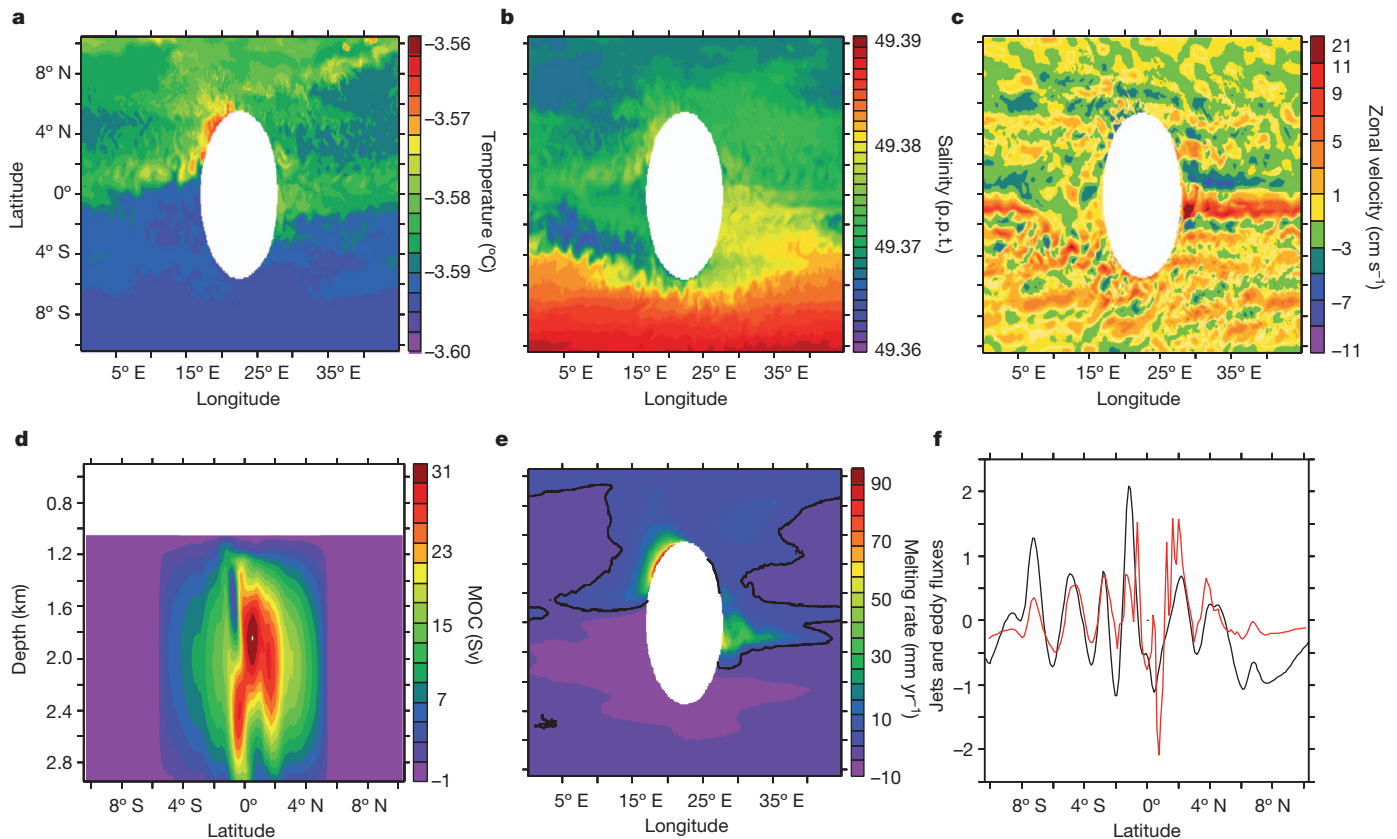 a
8° N
4° N
0°
4° S
8° S
Latitude
5° E 15° E 25° E 35° E
Longitude
–3.56
–3.57
–3.58
–3.59
–3.60
Temperature (°C)
b
5° E 15° E 25° E 35° E
Longitude
49.39
49.38
49.37
49.36
Salinity (p.p.t.)
c
5° E 15° E 25° E 35° E
Longitude
21
11
9
5
1
–3
–7
–11
Zonal velocity (cm s⁻¹)
d
0.8
1.2
1.6
2.0
2.4
2.8
Depth (km)
8° S 4° S 0° 4° N 8° N
Latitude
31
23
15
7
–1
MOC (Sv)
e
5° E 15° E 25° E 35° E
Longitude
90
70
50
30
10
–10
Melting rate (mm yr⁻¹)
f
2
1
0
–1
–2
Jets and eddy fluxes
8° S 4° S 0° 4° N 8° N
Latitude